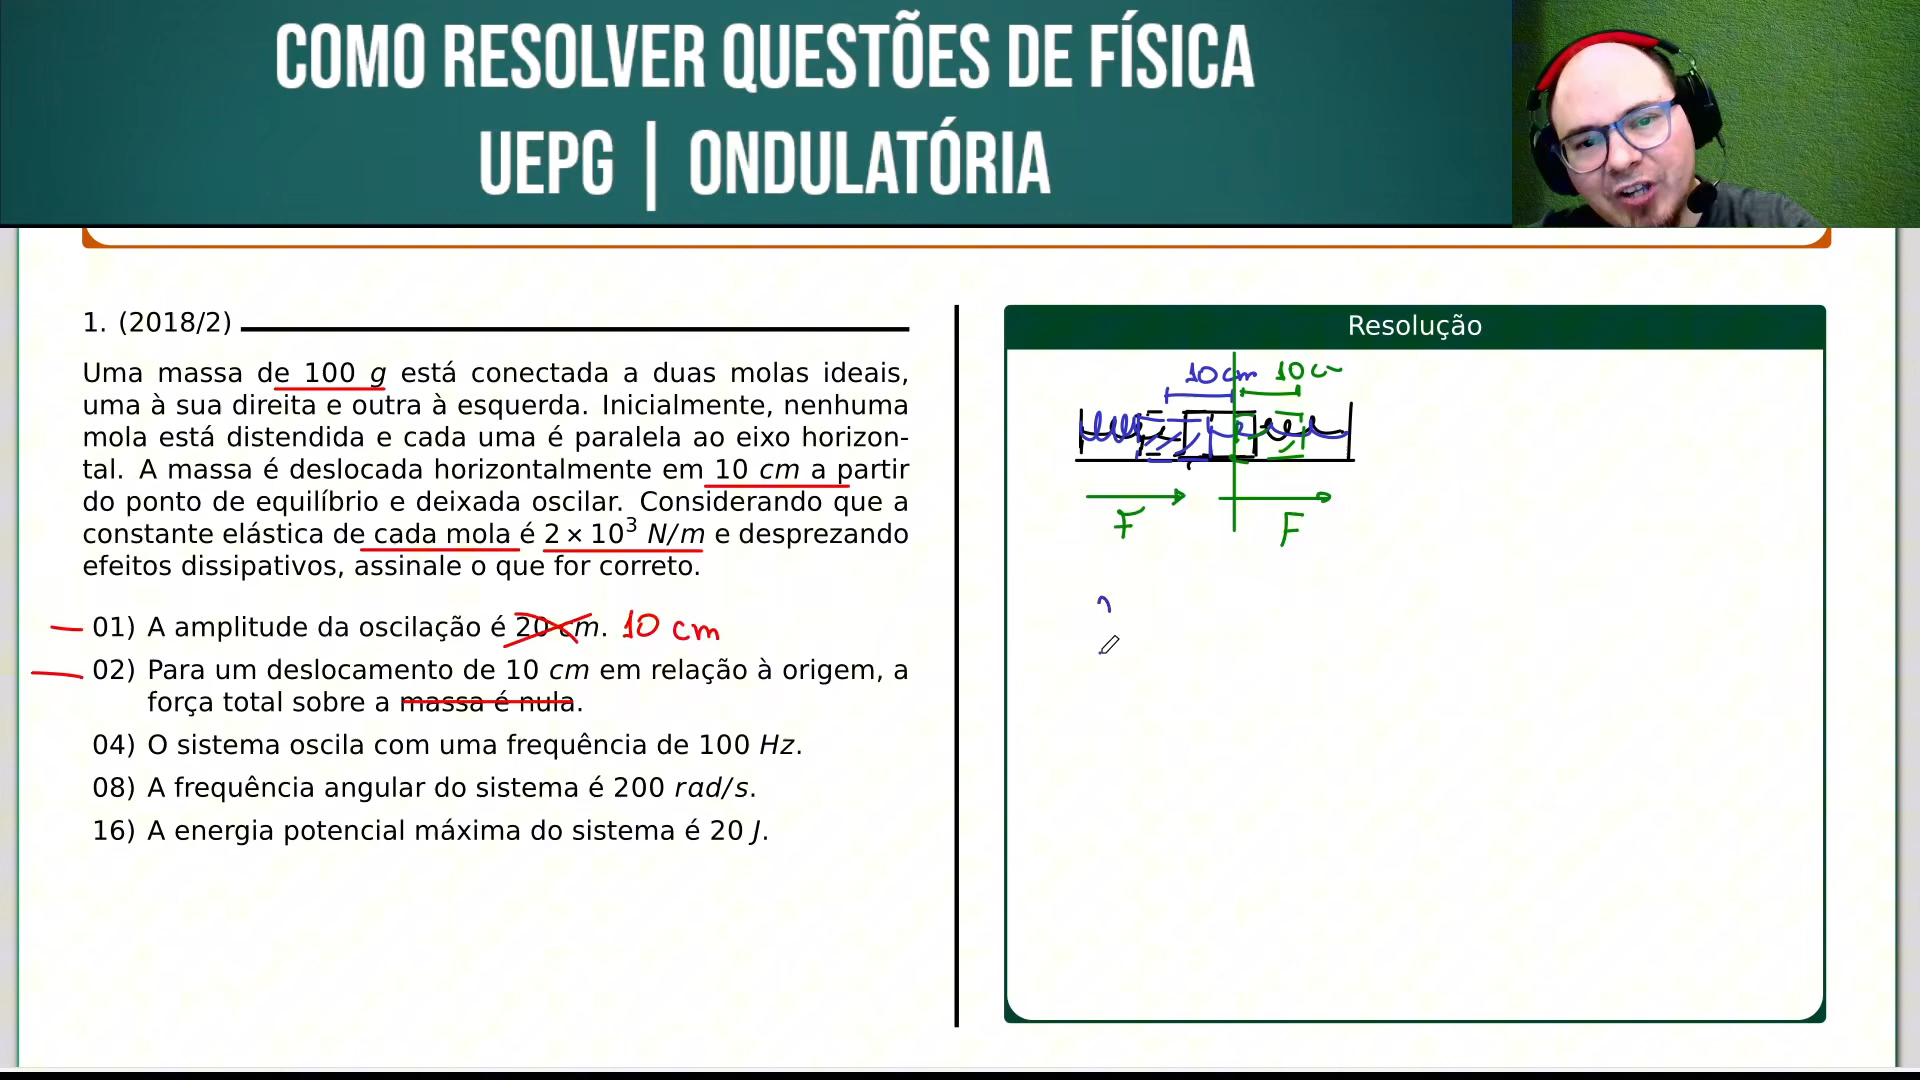 COMO RESOLVER QUESTÕES DE FÍSICA
UEPG | ONDULATÓRIA
1. (2018/2)
Uma massa de 100 g está conectada a duas molas ideais,
uma à sua direita e outra à esquerda. Inicialmente, nenhuma
mola está distendida e cada uma é paralela ao eixo horizon-
tal. A massa é deslocada horizontalmente em 10 cm a partir
do ponto de equilíbrio e deixada oscilar. Considerando que a
constante elástica de cada mola é 2 × 10³ N/m e desprezando
efeitos dissipativos, assinale o que for correto.
01) A amplitude da oscilação é 20 cm. 10 cm
02) Para um deslocamento de 10 cm em relação à origem, a
força total sobre a massa é nula.
04) O sistema oscila com uma frequência de 100 Hz.
08) A frequência angular do sistema é 200 rad/s.
16) A energia potencial máxima do sistema é 20 J.
Resolução
10 cm 10 c
F F